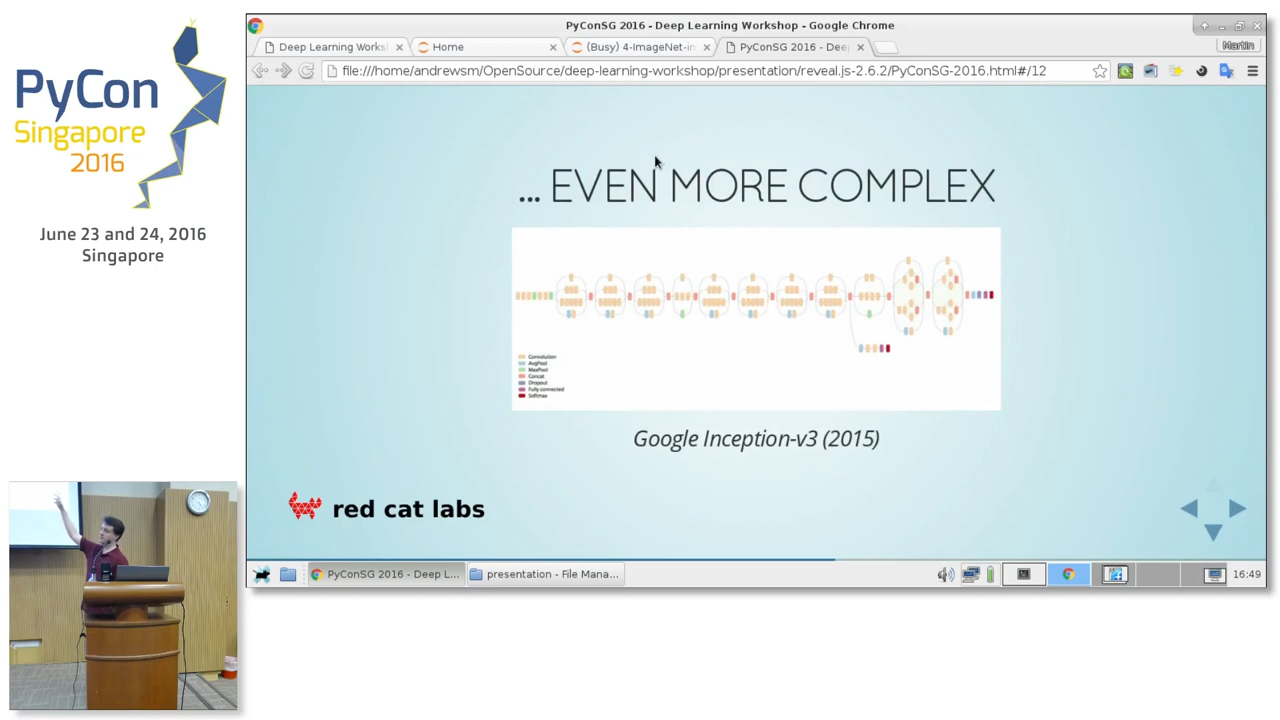 PyCon
Singapore
2016
June 23 and 24, 2016
Singapore
PyConSG 2016 - Deep Learning Workshop - Google Chrome
Deep Learning Works
Home
(Busy) 4-ImageNet-in
PyConSG 2016 - Dee
Martin
file:///home/andrewsm/OpenSource/deep-learning-workshop/presentation/reveal.js-2.6.2/PyConSG-2016.html#/12
... EVEN MORE COMPLEX
Convolution
AvgPool
MaxPool
Concat
Dropout
Fully connected
Softmax
Google Inception-v3 (2015)
red cat labs
PyConSG 2016 - Deep L...
presentation - File Mana...
16:49